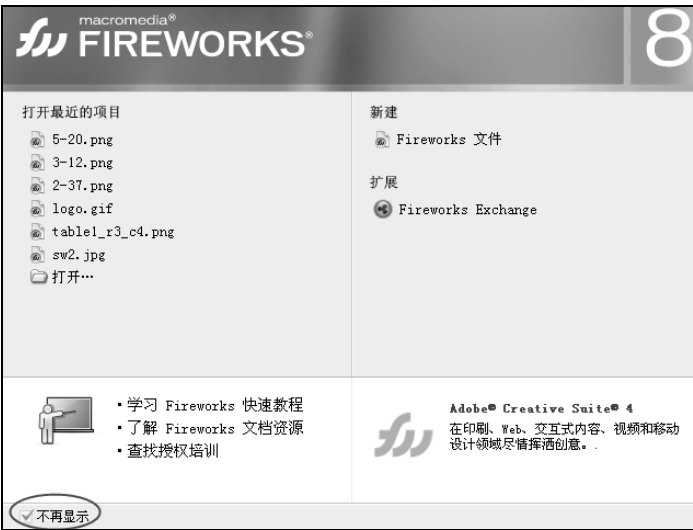 macromedia®
FIREWORKS®
8
打开最近的项目
5-20.png
3-12.png
2-37.png
logo.gif
table1_r3_c4.png
sw2.jpg
打开…
新建
Fireworks 文件
扩展
Fireworks Exchange
・学习 Fireworks 快速教程
・了解 Fireworks 文档资源
・查找授权培训
Adobe® Creative Suite® 4
在印刷、Web、交互式内容、视频和移动
设计领域尽情挥洒创意。.
不再显示